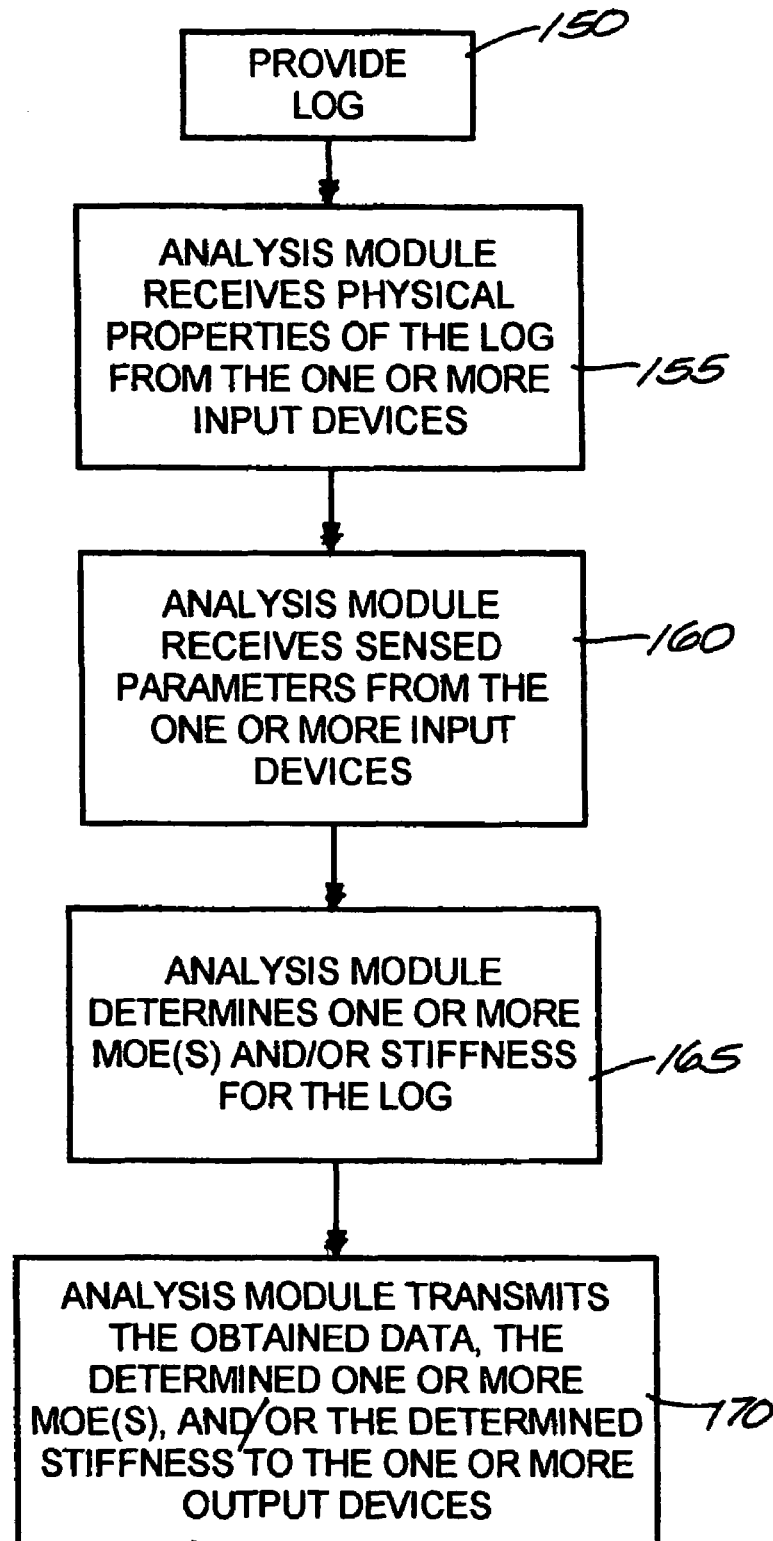 150
PROVIDE
LOG
ANALYSIS MODULE
RECEIVES PHYSICAL
PROPERTIES OF THE LOG
FROM THE ONE OR MORE
INPUT DEVICES
155
ANALYSIS MODULE
RECEIVES SENSED
PARAMETERS FROM THE
ONE OR MORE INPUT
DEVICES
160
ANALYSIS MODULE
DETERMINES ONE OR MORE
MOE(S) AND/OR STIFFNESS
FOR THE LOG
165
ANALYSIS MODULE TRANSMITS
THE OBTAINED DATA, THE
DETERMINED ONE OR MORE
MOE(S), AND/OR THE DETERMINED
STIFFNESS TO THE ONE OR MORE
OUTPUT DEVICES
170